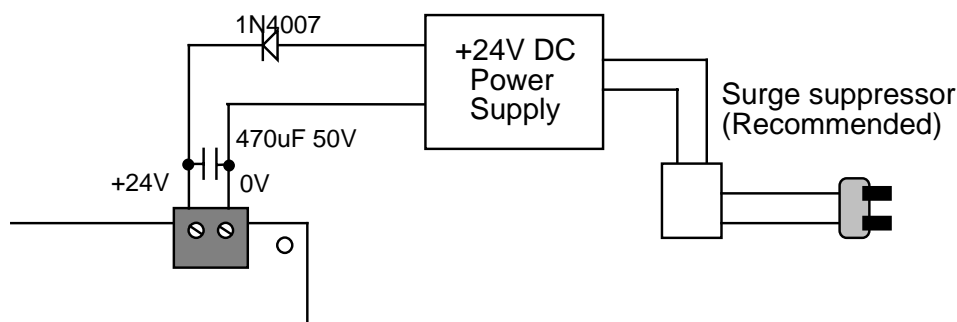 1N4007
+24V DC
Power
Supply
Surge suppressor
(Recommended)
470uF 50V
+24V
0V